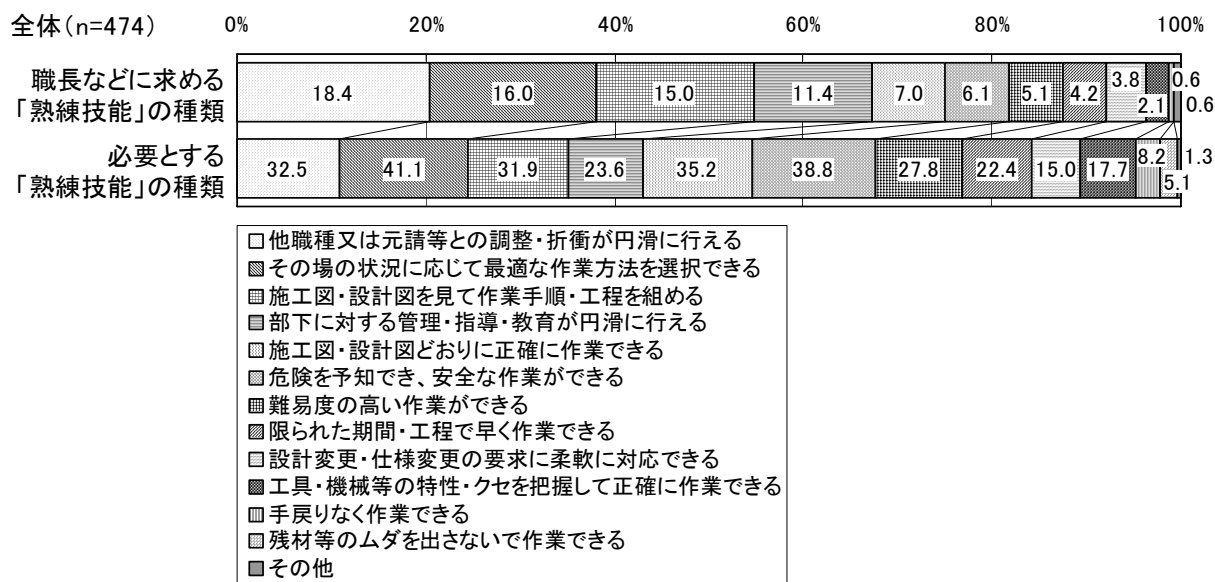 全体(n=474)
0% 20% 40% 60% 80% 100%
職長などに求める
「熟練技能」の種類
18.4 16.0 15.0 11.4 7.0 6.1 5.1 4.2 3.8 2.1 0.6 0.6
必要とする
「熟練技能」の種類
32.5 41.1 31.9 23.6 35.2 38.8 27.8 22.4 15.0 17.7 8.2 5.1 1.3
他職種又は元請等との調整・折衝が円滑に行える
その場の状況に応じて最適な作業方法を選択できる
施工図・設計図を見て作業手順・工程を組める
部下に対する管理・指導・教育が円滑に行える
施工図・設計図どおりに正確に作業できる
危険を予知でき、安全な作業ができる
難易度の高い作業ができる
限られた期間・工程で早く作業できる
設計変更・仕様変更の要求に柔軟に対応できる
工具・機械等の特性・クセを把握して正確に作業できる
手戻りなく作業できる
残材等のムダを出さないで作業できる
その他